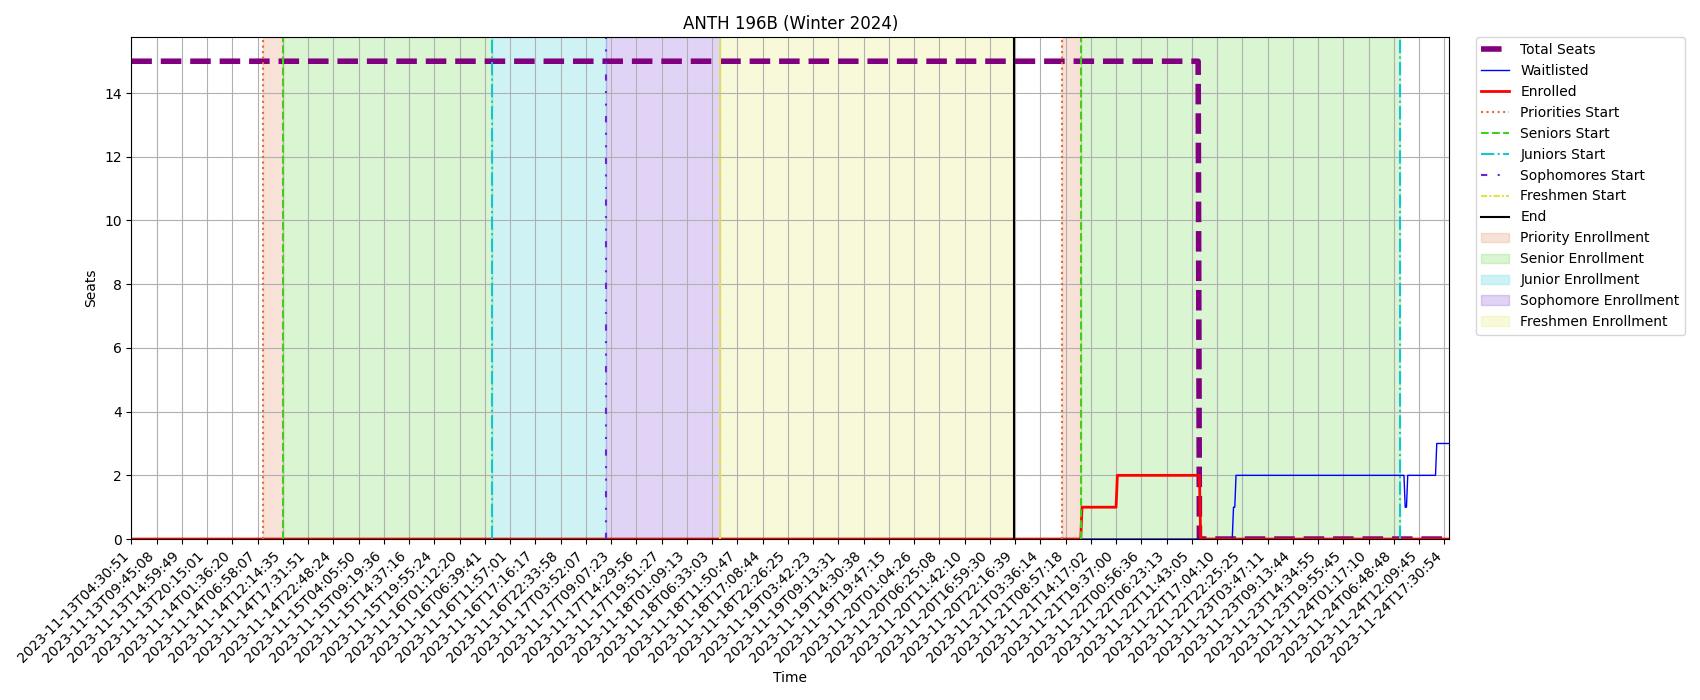 ANTH 196B (Winter 2024)
Seats
14
12
10
8
6
4
2
0
2023-11-13T04:30:51
2023-11-13T09:45:08
2023-11-13T14:59:49
2023-11-13T20:15:01
2023-11-14T01:36:20
2023-11-14T06:58:07
2023-11-14T12:14:35
2023-11-14T17:31:51
2023-11-14T22:48:24
2023-11-15T04:05:50
2023-11-15T09:19:36
2023-11-15T14:37:16
2023-11-15T19:55:24
2023-11-16T01:12:20
2023-11-16T06:39:41
2023-11-16T11:57:01
2023-11-16T17:16:17
2023-11-16T22:33:58
2023-11-17T03:52:07
2023-11-17T09:07:23
2023-11-17T14:29:56
2023-11-17T19:51:27
2023-11-18T01:09:13
2023-11-18T06:33:03
2023-11-18T11:50:47
2023-11-18T17:08:44
2023-11-18T22:26:25
2023-11-19T03:42:23
2023-11-19T09:13:31
2023-11-19T14:30:38
2023-11-19T19:47:15
2023-11-20T01:04:26
2023-11-20T06:25:08
2023-11-20T11:42:10
2023-11-20T16:59:30
2023-11-20T22:16:39
2023-11-21T03:36:14
2023-11-21T08:57:18
2023-11-21T14:17:02
2023-11-21T19:37:00
2023-11-22T00:56:36
2023-11-22T06:23:13
2023-11-22T11:43:05
2023-11-22T17:04:10
2023-11-22T22:25:25
2023-11-23T03:47:11
2023-11-23T09:13:44
2023-11-23T14:34:55
2023-11-23T19:55:45
2023-11-24T01:17:10
2023-11-24T06:48:48
2023-11-24T12:09:45
2023-11-24T17:30:54
Time
Total Seats
Waitlisted
Enrolled
Priorities Start
Seniors Start
Juniors Start
Sophomores Start
Freshmen Start
End
Priority Enrollment
Senior Enrollment
Junior Enrollment
Sophomore Enrollment
Freshmen Enrollment